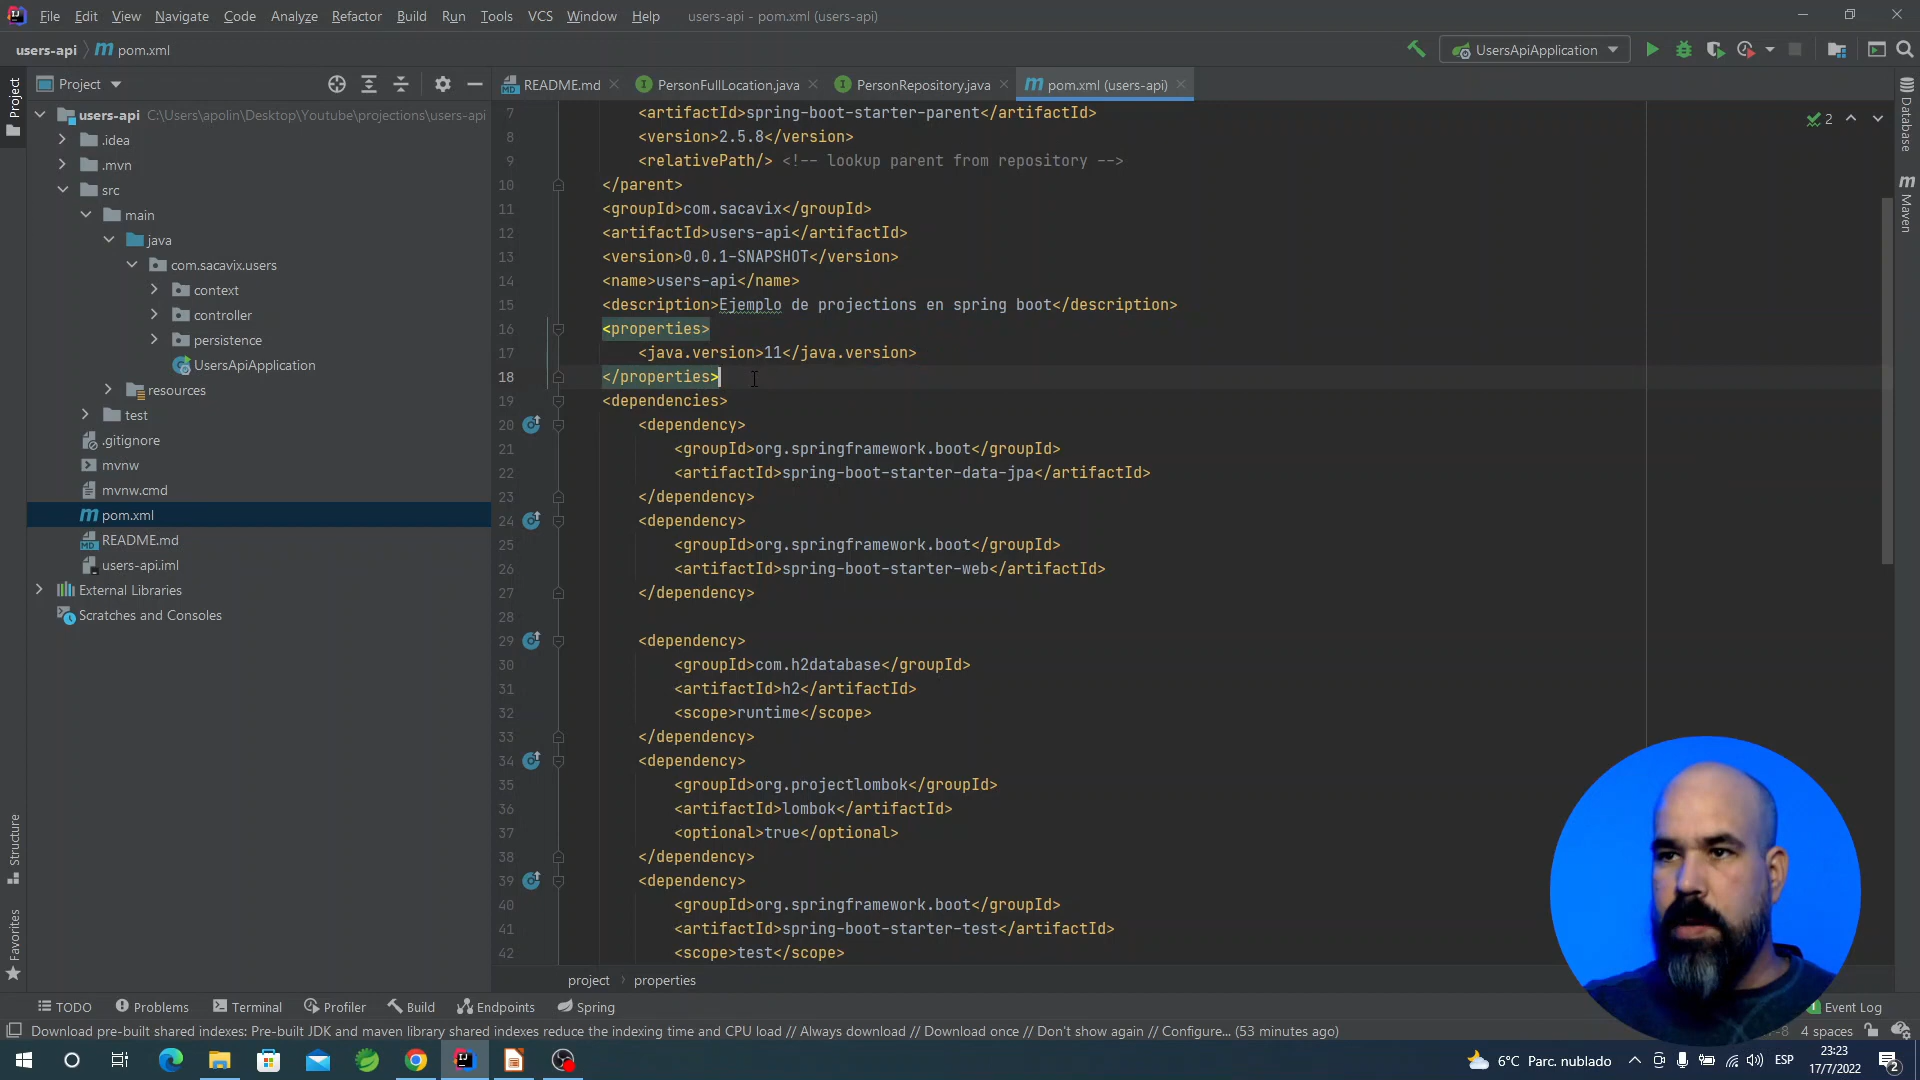 File Edit View Navigate Code Analyze Refactor Build Run Tools VCS Window Help users-api - pom.xml (users-api)
users-api pom.xml UsersApiApplication
Project README.md PersonFullLocation.java PersonRepository.java pom.xml (users-api)
Project
users-api C:\Users\apolin\Desktop\Youtube\projections\users-api
.idea
.mvn
src
main
java
com.sacavix.users
context
controller
persistence
UsersApiApplication
resources
test
.gitignore
mvnw
mvnw.cmd
pom.xml
README.md
users-api.iml
External Libraries
Scratches and Consoles
Structure
Favorites
7 <artifactId>spring-boot-starter-parent</artifactId>
8 <version>2.5.8</version>
9 <relativePath/> <!-- lookup parent from repository -->
10 </parent>
11 <groupId>com.sacavix</groupId>
12 <artifactId>users-api</artifactId>
13 <version>0.0.1-SNAPSHOT</version>
14 <name>users-api</name>
15 <description>Ejemplo de projections en spring boot</description>
16 <properties>
17 <java.version>11</java.version>
18 </properties>
19 <dependencies>
20 <dependency>
21 <groupId>org.springframework.boot</groupId>
22 <artifactId>spring-boot-starter-data-jpa</artifactId>
23 </dependency>
24 <dependency>
25 <groupId>org.springframework.boot</groupId>
26 <artifactId>spring-boot-starter-web</artifactId>
27 </dependency>
28
29 <dependency>
30 <groupId>com.h2database</groupId>
31 <artifactId>h2</artifactId>
32 <scope>runtime</scope>
33 </dependency>
34 <dependency>
35 <groupId>org.projectlombok</groupId>
36 <artifactId>lombok</artifactId>
37 <optional>true</optional>
38 </dependency>
39 <dependency>
40 <groupId>org.springframework.boot</groupId>
41 <artifactId>spring-boot-starter-test</artifactId>
42 <scope>test</scope>
2
Database
Maven
project properties
TODO Problems Terminal Profiler Build Endpoints Spring Event Log
Download pre-built shared indexes: Pre-built JDK and maven library shared indexes reduce the indexing time and CPU load // Always download // Download once // Don't show again // Configure... (53 minutes ago) 4 spaces
6°C Parc. nublado ESP 23:23
17/7/2022 2